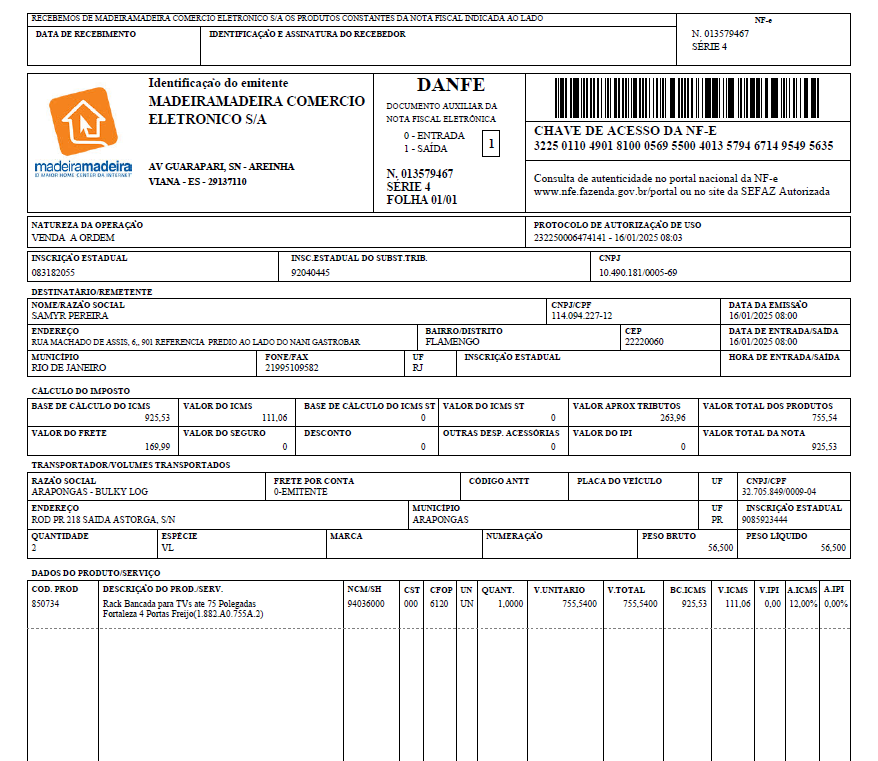 RECEBEMOS DE MADEIRAMADEIRA COMERCIO ELETRONICO S/A OS PRODUTOS CONSTANTES DA NOTA FISCAL INDICADA AO LADO
NF-e
N. 013579467
SÉRIE 4
DATA DE RECEBIMENTO
IDENTIFICAÇÃO E ASSINATURA DO RECEBEDOR
madeiramadeira
O MAIOR HOME CENTER DA INTERNET
Identificação do emitente
MADEIRAMADEIRA COMERCIO
ELETRONICO S/A
AV GUARAPARI, SN - AREINHA
VIANA - ES - 29137110
DANFE
DOCUMENTO AUXILIAR DA
NOTA FISCAL ELETRÔNICA
0 - ENTRADA
1 - SAÍDA
1
N. 013579467
SÉRIE 4
FOLHA 01/01
CHAVE DE ACESSO DA NF-E
3225 0110 4901 8100 0569 5500 4013 5794 6714 9549 5635
Consulta de autenticidade no portal nacional da NF-e
www.nfe.fazenda.gov.br/portal ou no site da SEFAZ Autorizada
NATUREZA DA OPERAÇÃO
VENDA A ORDEM
PROTOCOLO DE AUTORIZAÇÃO DE USO
232250006474141 - 16/01/2025 08:03
INSCRIÇÃO ESTADUAL
083182055
INSC.ESTADUAL DO SUBST.TRIB.
92040445
CNPJ
10.490.181/0005-69
DESTINATÁRIO/REMETENTE
NOME/RAZÃO SOCIAL
SAMYR PEREIRA
CNPJ/CPF
114.094.227-12
DATA DA EMISSÃO
16/01/2025 08:00
ENDEREÇO
RUA MACHADO DE ASSIS, 6,, 901 REFERENCIA PREDIO AO LADO DO NANI GASTROBAR
BAIRRO/DISTRITO
FLAMENGO
CEP
22220060
DATA DE ENTRADA/SAÍDA
16/01/2025 08:00
MUNICÍPIO
RIO DE JANEIRO
FONE/FAX
21995109582
UF
RJ
INSCRIÇÃO ESTADUAL
HORA DE ENTRADA/SAÍDA
CÁLCULO DO IMPOSTO
BASE DE CÁLCULO DO ICMS
925,53
VALOR DO ICMS
111,06
BASE DE CÁLCULO DO ICMS ST
0
VALOR DO ICMS ST
0
VALOR APROX TRIBUTOS
263,96
VALOR TOTAL DOS PRODUTOS
755,54
VALOR DO FRETE
169,99
VALOR DO SEGURO
0
DESCONTO
0
OUTRAS DESP. ACESSÓRIAS
0
VALOR DO IPI
0
VALOR TOTAL DA NOTA
925,53
TRANSPORTADOR/VOLUMES TRANSPORTADOS
RAZÃO SOCIAL
ARAPONGAS - BULKY LOG
FRETE POR CONTA
0-EMITENTE
CÓDIGO ANTT
PLACA DO VEÍCULO
UF
CNPJ/CPF
32.705.849/0009-04
ENDEREÇO
ROD PR 218 SAIDA ASTORGA, S/N
MUNICÍPIO
ARAPONGAS
UF
PR
INSCRIÇÃO ESTADUAL
9085923444
QUANTIDADE
2
ESPÉCIE
VL
MARCA
NUMERAÇÃO
PESO BRUTO
56,500
PESO LÍQUIDO
56,500
DADOS DO PRODUTO/SERVIÇO
COD. PROD DESCRIÇÃO DO PROD./SERV. NCM/SH CST CFOP UN QUANT. V.UNITARIO V.TOTAL BC.ICMS V.ICMS V.IPI A.ICMS A.IPI
850734 Rack Bancada para TVs ate 75 Polegadas 94036000 000 6120 UN 1,0000 755,5400 755,5400 925,53 111,06 0,00 12,00% 0,00%
Fortaleza 4 Portas Freijo(1.882.A0.755A.2)